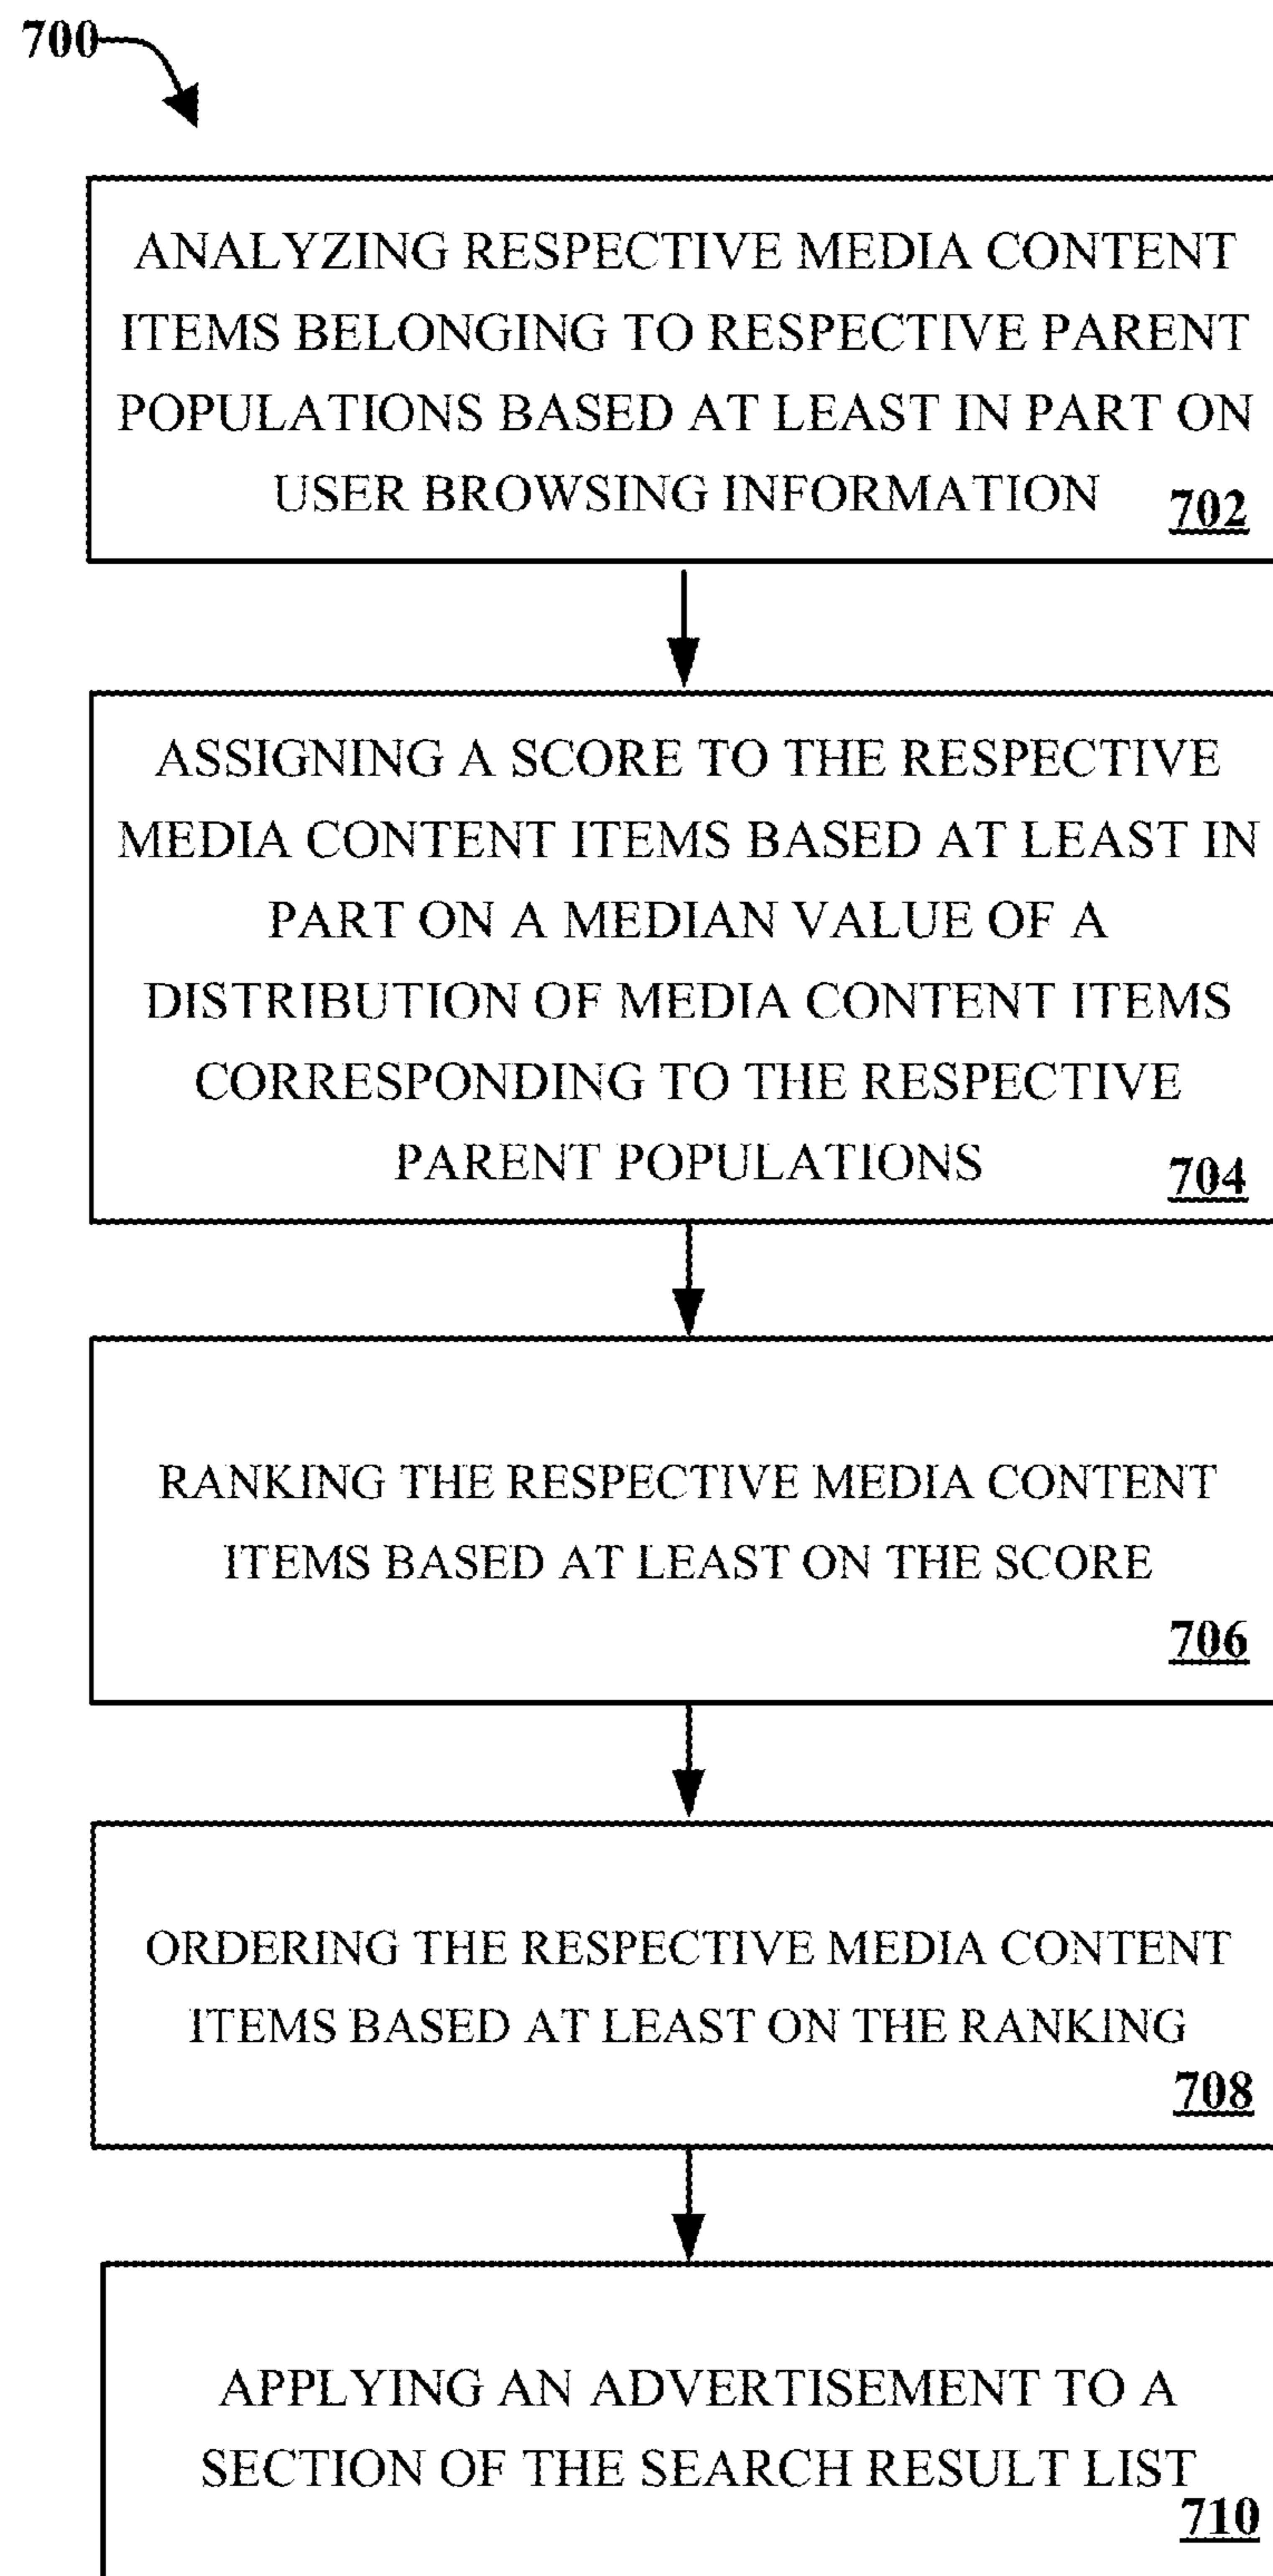 700
ANALYZING RESPECTIVE MEDIA CONTENT
ITEMS BELONGING TO RESPECTIVE PARENT
POPULATIONS BASED AT LEAST IN PART ON
USER BROWSING INFORMATION
702
ASSIGNING A SCORE TO THE RESPECTIVE
MEDIA CONTENT ITEMS BASED AT LEAST IN
PART ON A MEDIAN VALUE OF A
DISTRIBUTION OF MEDIA CONTENT ITEMS
CORRESPONDING TO THE RESPECTIVE
PARENT POPULATIONS
704
RANKING THE RESPECTIVE MEDIA CONTENT
ITEMS BASED AT LEAST ON THE SCORE
706
ORDERING THE RESPECTIVE MEDIA CONTENT
ITEMS BASED AT LEAST ON THE RANKING
708
APPLYING AN ADVERTISEMENT TO A
SECTION OF THE SEARCH RESULT LIST
710